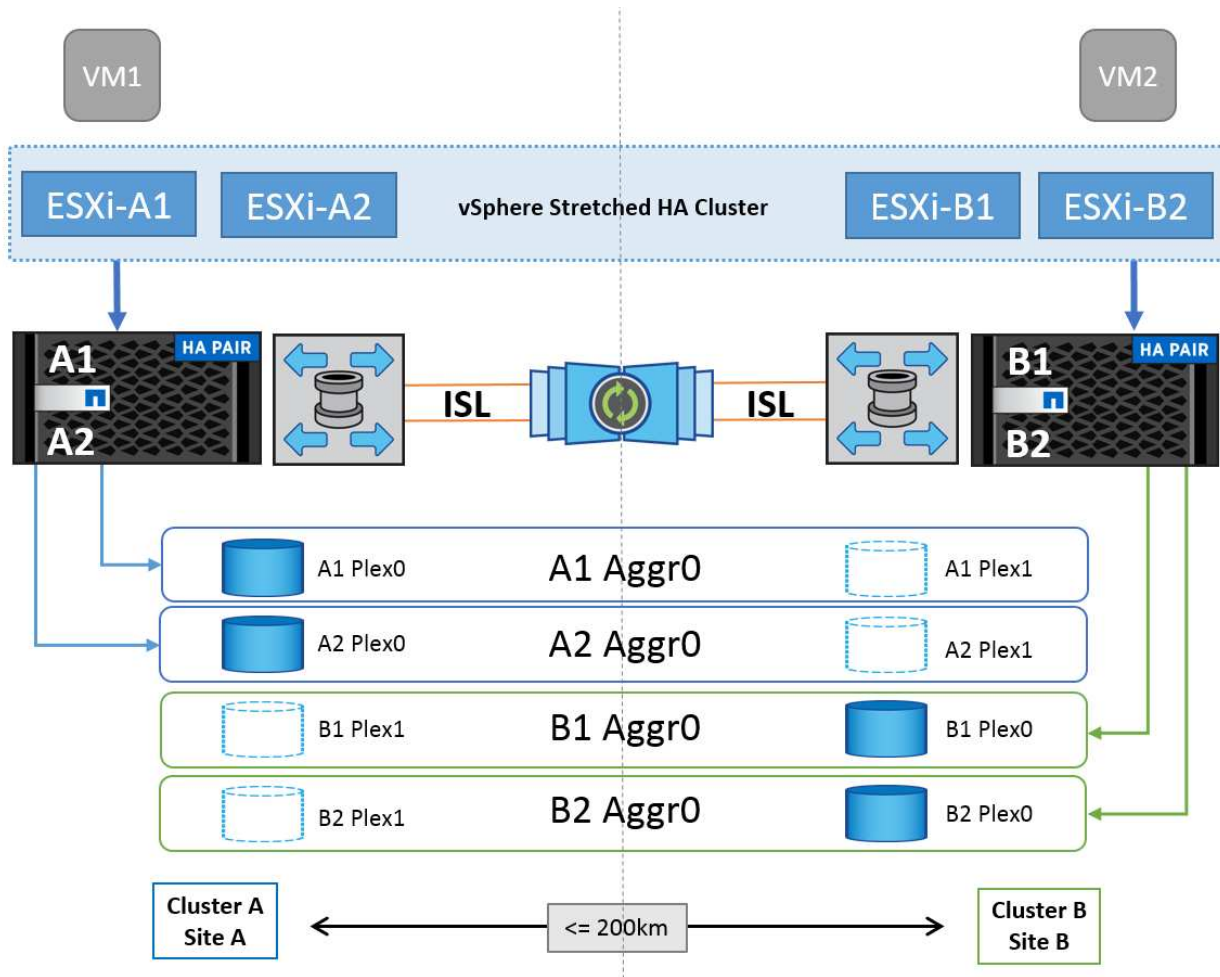 VM1
VM2
ESXi-A1
ESXi-A2
vSphere Stretched HA Cluster
ESXi-B1
ESXi-B2
A1
HA PAIR
A2
ISL
ISL
B1
HA PAIR
B2
A1 Plex0
A1 Aggr0
A1 Plex1
A2 Plex0
A2 Aggr0
A2 Plex1
B1 Plex1
B1 Aggr0
B1 Plex0
B2 Plex1
B2 Aggr0
B2 Plex0
Cluster A
Site A
<= 200km
Cluster B
Site B